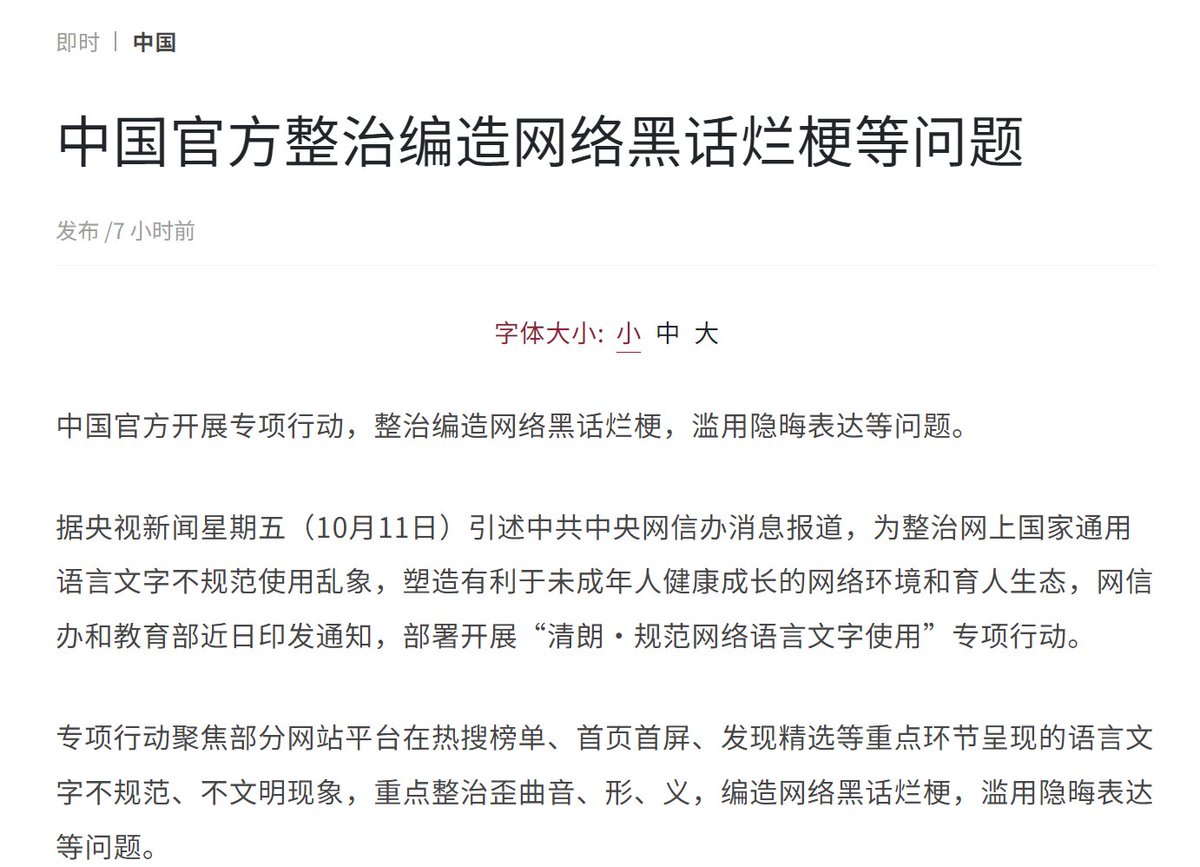 即时 | 中国
中国官方整治编造网络黑话烂梗等问题
发布 /7 小时前
字体大小: 小 中 大
中国官方开展专项行动，整治编造网络黑话烂梗，滥用隐晦表达等问题。
据央视新闻星期五（10月11日）引述中共中央网信办消息报道，为整治网上国家通用
语言文字不规范使用乱象，塑造有利于未成年人健康成长的网络环境和育人生态，网信
办和教育部近日印发通知，部署开展“清朗・规范网络语言文字使用”专项行动。
专项行动聚焦部分网站平台在热搜榜单、首页首屏、发现精选等重点环节呈现的语言文
字不规范、不文明现象，重点整治歪曲音、形、义，编造网络黑话烂梗，滥用隐晦表达
等问题。